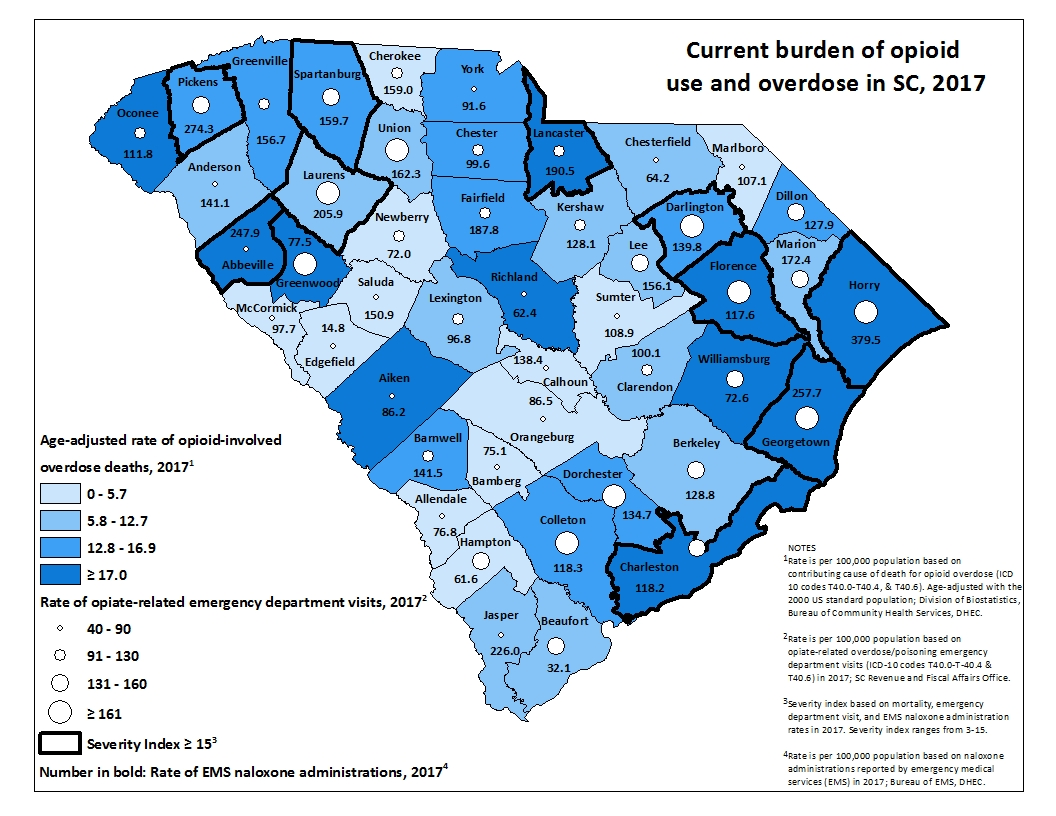 Current burden of opioid
use and overdose in SC, 2017
Cherokee
159.0
York
91.6
Greenville
156.7
Spartanburg
159.7
Pickens
274.3
Oconee
111.8
Union
162.3
Chester
99.6
Lancaster
190.5
Chesterfield
64.2
Marlboro
107.1
Anderson
141.1
Laurens
205.9
Fairfield
187.8
Kershaw
128.1
Darlington
139.8
Dillon
127.9
Newberry
72.0
Lee
156.1
Marion
172.4
247.9
Abbeville
77.5
Greenwood
Florence
117.6
Horry
379.5
Saluda
150.9
Richland
62.4
Lexington
96.8
Sumter
108.9
McCormick
97.7
14.8
Edgefield
138.4
Calhoun
100.1
Clarendon
Williamsburg
72.6
Aiken
86.2
86.5
Orangeburg
257.7
Georgetown
Barnwell
141.5
75.1
Bamberg
Berkeley
128.8
Dorchester
134.7
Allendale
76.8
Colleton
118.3
Hampton
61.6
Charleston
118.2
Jasper
226.0
Beaufort
32.1
Age-adjusted rate of opioid-involved
overdose deaths, 2017¹
0 - 5.7
5.8 - 12.7
12.8 - 16.9
≥ 17.0
Rate of opiate-related emergency department visits, 2017²
40 - 90
91 - 130
131 - 160
≥ 161
Severity Index ≥ 15³
Number in bold: Rate of EMS naloxone administrations, 2017⁴
NOTES
¹Rate is per 100,000 population based on
contributing cause of death for opioid overdose (ICD
10 codes T40.0-T40.4, & T40.6). Age-adjusted with the
2000 US standard population; Division of Biostatistics,
Bureau of Community Health Services, DHEC.
²Rate is per 100,000 population based on
opiate-related overdose/poisoning emergency
department visits (ICD-10 codes T40.0-T-40.4 &
T40.6) in 2017; SC Revenue and Fiscal Affairs Office.
³Severity index based on mortality, emergency
department visit, and EMS naloxone administration
rates in 2017. Severity index ranges from 3-15.
⁴Rate is per 100,000 population based on naloxone
administrations reported by emergency medical
services (EMS) in 2017; Bureau of EMS, DHEC.